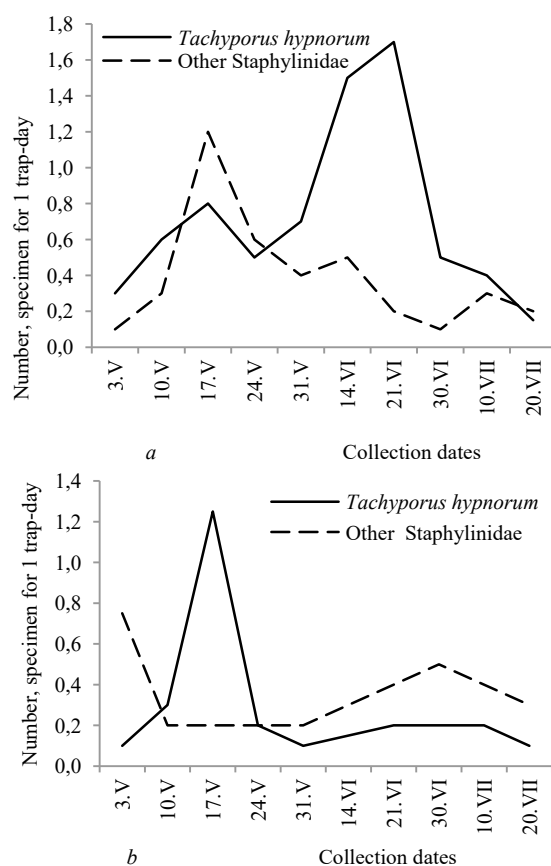 Number, specimen for 1 trap-day
1,8
1,6
1,4
1,2
1,0
0,8
0,6
0,4
0,2
0,0
Tachyporus hypnorum
Other Staphylinidae
3.V
10.V
17.V
24.V
31.V
14.VI
21.VI
30.VI
10.VII
20.VII
a Collection dates
Number, specimen for 1 trap-day
1,4
1,2
1,0
0,8
0,6
0,4
0,2
0,0
Tachyporus hypnorum
Other Staphylinidae
3.V
10.V
17.V
24.V
31.V
14.VI
21.VI
30.VI
10.VII
20.VII
b Collection dates